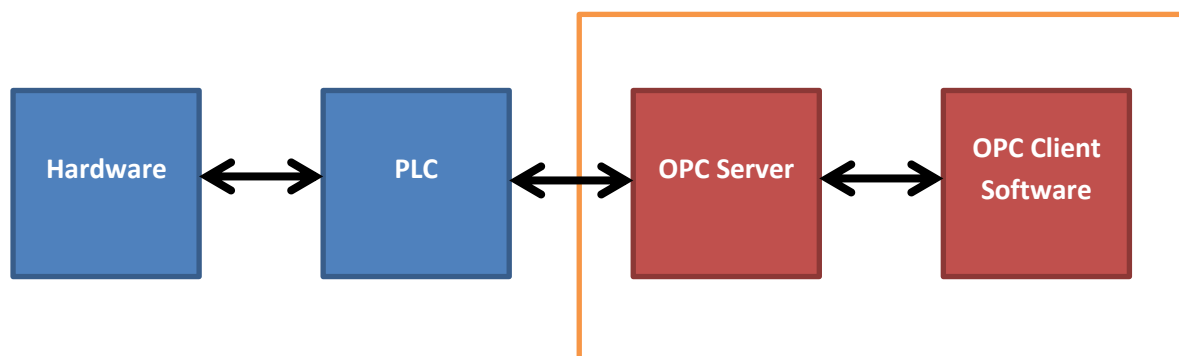 Hardware
PLC
OPC Server
OPC Client
Software